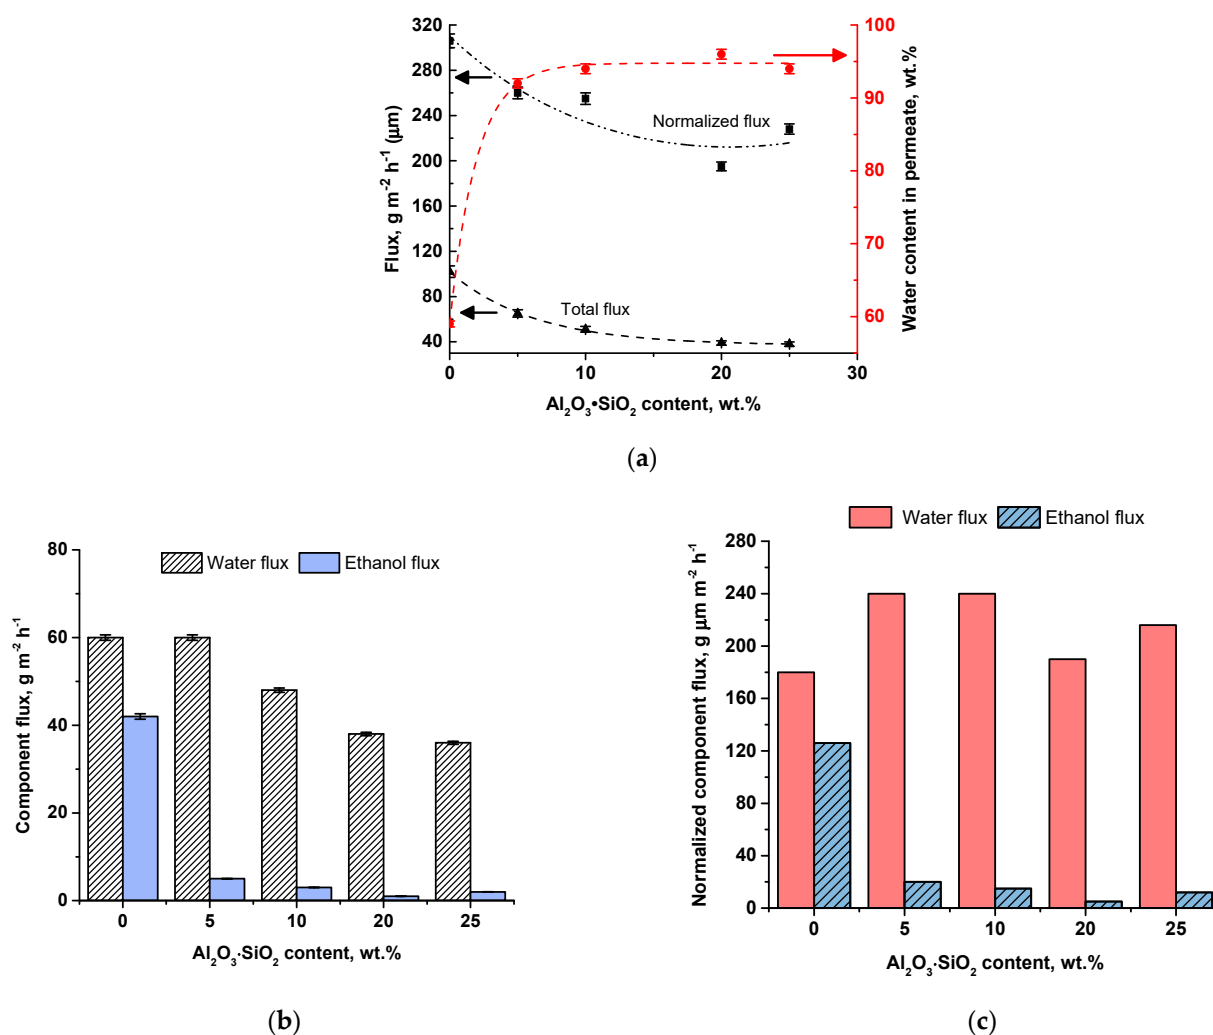 320
280
240
200
160
120
80
40
Flux, g m⁻² h⁻¹ (μm)
100
90
80
70
60
Water content in permeate, wt.%
Normalized flux
Total flux
0 10 20 30
Al₂O₃•SiO₂ content, wt.%
(a)
Water flux Ethanol flux
80
60
40
20
0
Component flux, g m⁻² h⁻¹
0 5 10 20 25
Al₂O₃·SiO₂ content, wt.%
(b)
Water flux Ethanol flux
280
240
200
160
120
80
40
0
Normalized component flux, g μm m⁻² h⁻¹
0 5 10 20 25
Al₂O₃·SiO₂ content, wt.%
(c)